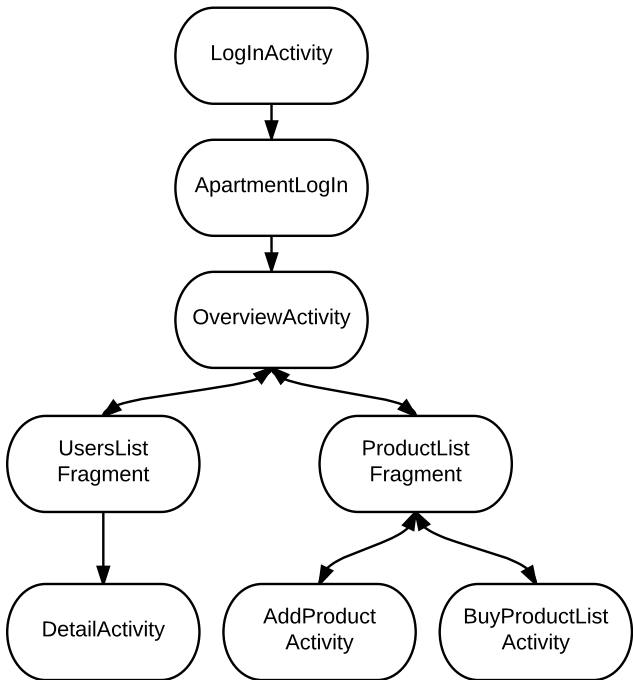 LogInActivity
ApartmentLogIn
OverviewActivity
UsersList
Fragment
ProductList
Fragment
DetailActivity
AddProduct
Activity
BuyProductList
Activity